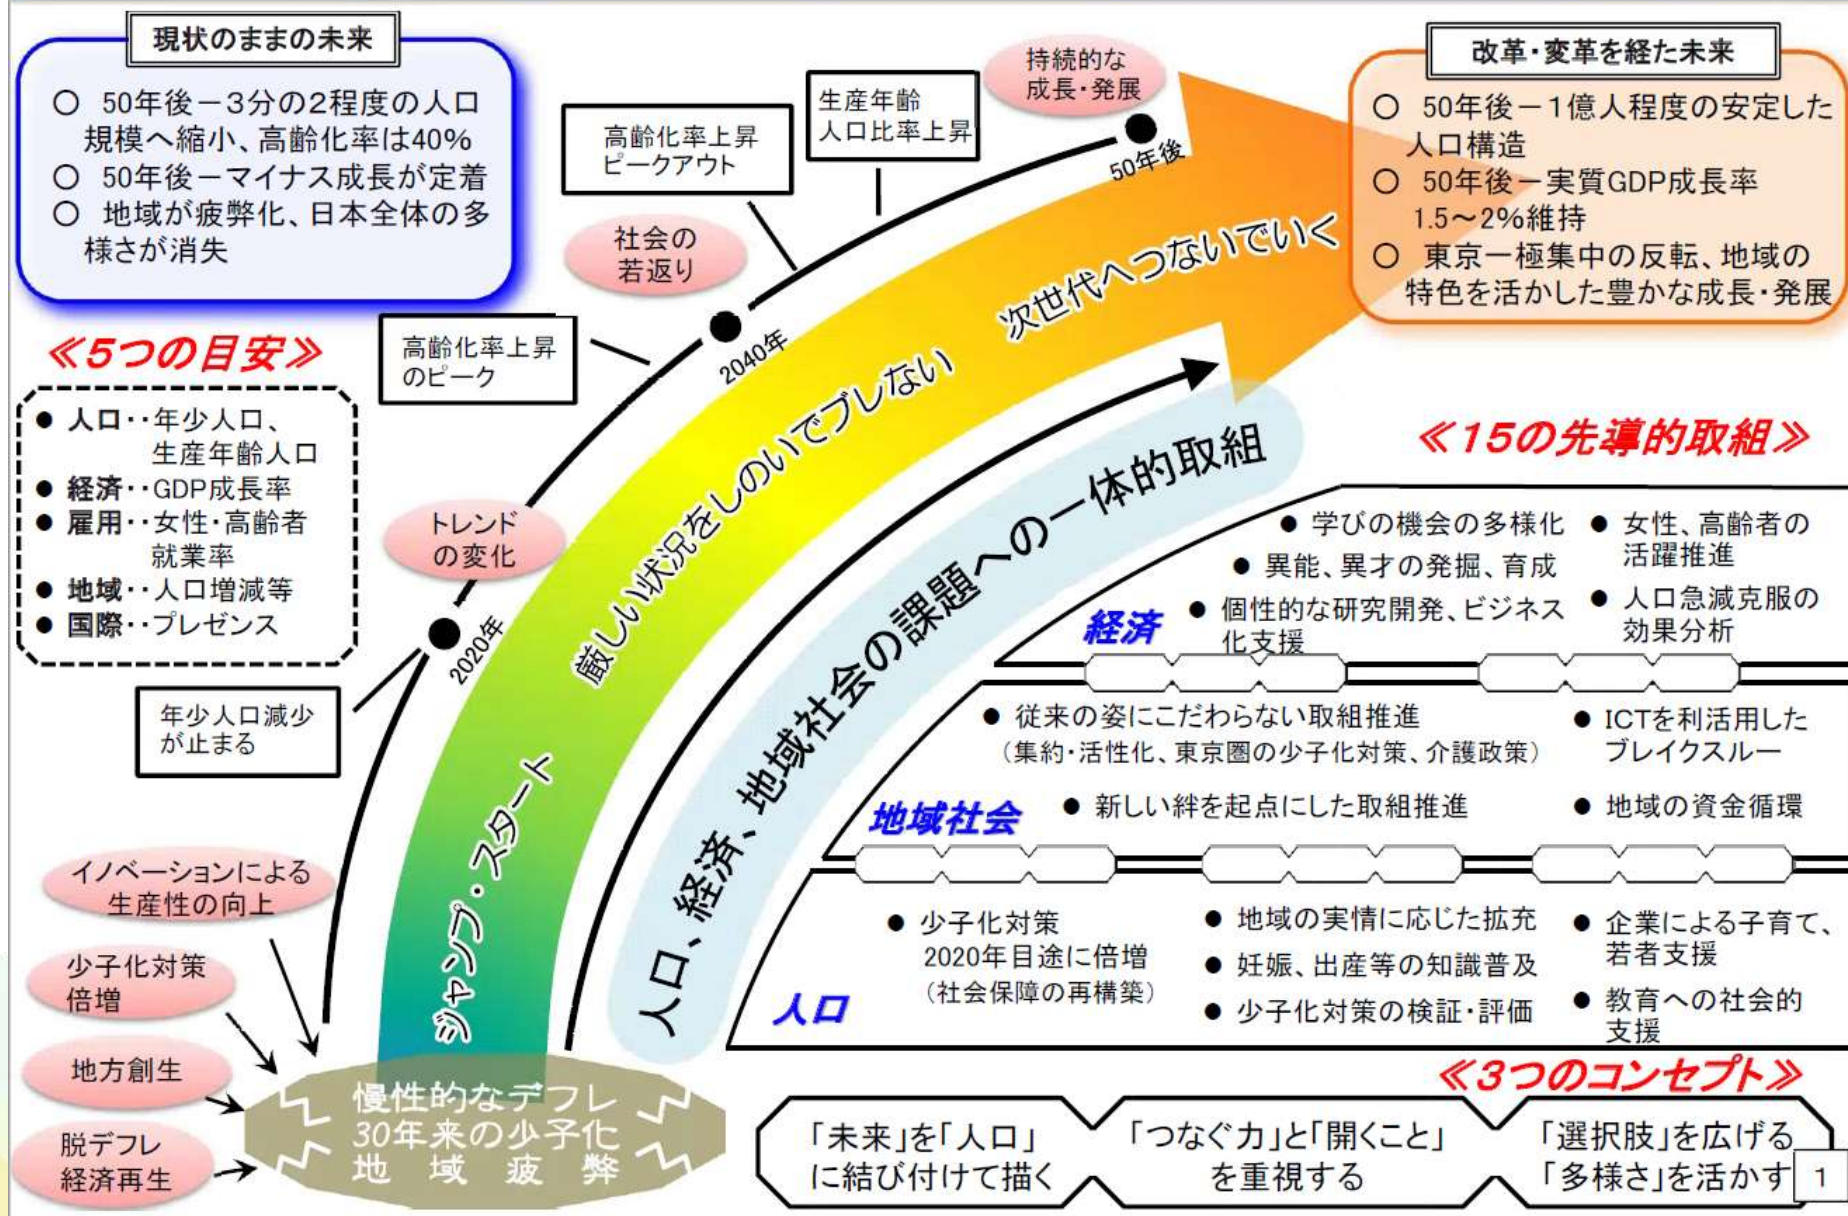 現状のままの未来
○ 50年後－3分の2程度の人口
規模へ縮小、高齢化率は40%
○ 50年後－マイナス成長が定着
○ 地域が疲弊化、日本全体の多
様さが消失
改革・変革を経た未来
○ 50年後－1億人程度の安定した
人口構造
○ 50年後－実質GDP成長率
1.5～2%維持
○ 東京一極集中の反転、地域の
特色を活かした豊かな成長・発展
持続的な
成長・発展
生産年齢
人口比率上昇
高齢化率上昇
ピークアウト
50年後
社会の
若返り
高齢化率上昇
のピーク
2040年
≪5つの目安≫
● 人口‥年少人口、
生産年齢人口
● 経済‥GDP成長率
● 雇用‥女性・高齢者
就業率
● 地域‥人口増減等
● 国際‥プレゼンス
トレンド
の変化
2020年
年少人口減少
が止まる
イノベーションによる
生産性の向上
少子化対策
倍増
地方創生
脱デフレ
経済再生
慢性的なデフレ
30年来の少子化
地域疲弊
ジャンプ・スタート
厳しい状況をしのいでブレない
次世代へつないでいく
人口、経済、地域社会の課題への一体的取組
≪15の先導的取組≫
経済
● 学びの機会の多様化
● 異能、異才の発掘、育成
● 個性的な研究開発、ビジネス
化支援
● 女性、高齢者の
活躍推進
● 人口急減克服の
効果分析
地域社会
● 従来の姿にこだわらない取組推進
（集約・活性化、東京圏の少子化対策、介護政策）
● 新しい絆を起点にした取組推進
● ICTを利活用した
ブレイクスルー
● 地域の資金循環
人口
● 少子化対策
2020年目途に倍増
（社会保障の再構築）
● 地域の実情に応じた拡充
● 妊娠、出産等の知識普及
● 少子化対策の検証・評価
● 企業による子育て、
若者支援
● 教育への社会的
支援
≪3つのコンセプト≫
「未来」を「人口」
に結び付けて描く
「つなぐ力」と「開くこと」
を重視する
「選択肢」を広げる
「多様さ」を活かす
1